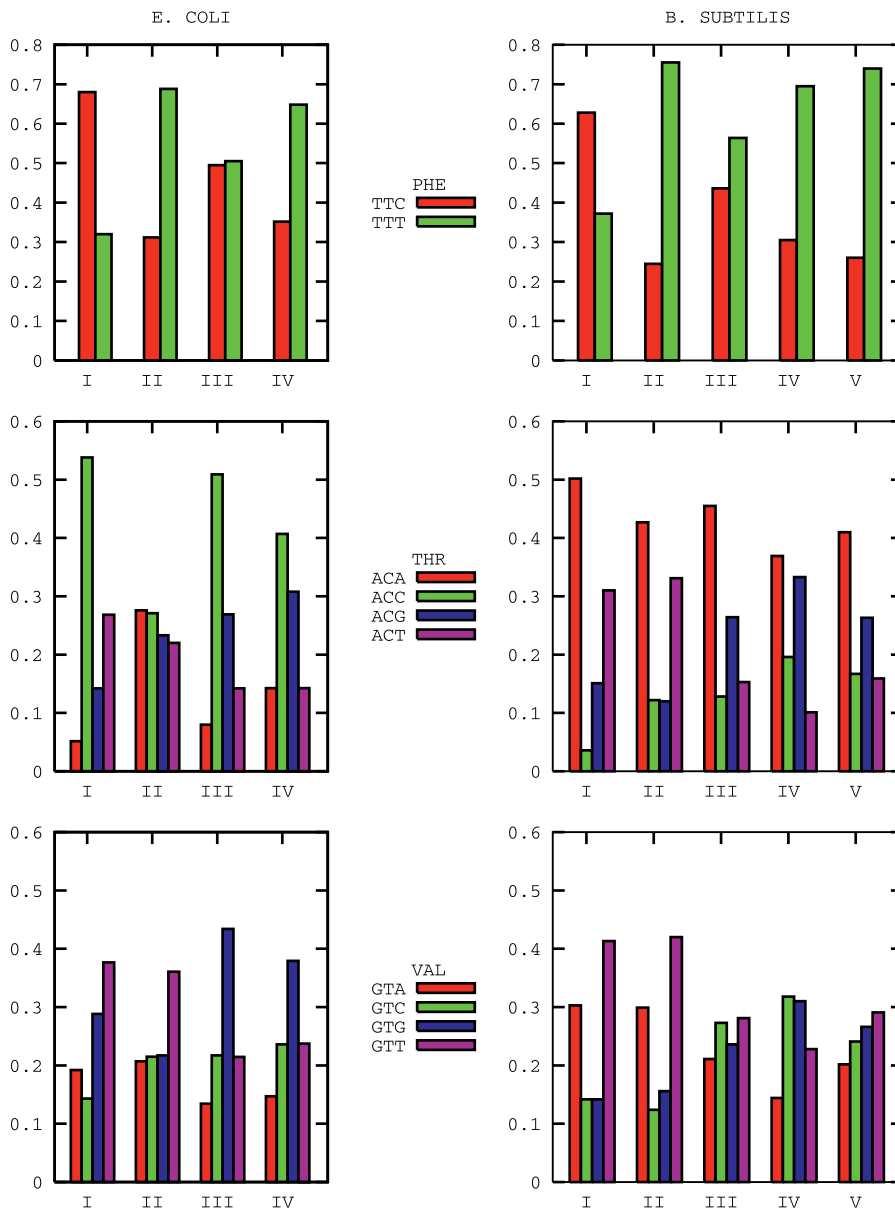 E. COLI
B. SUBTILIS
0.8
0.7
0.6
0.5
0.4
0.3
0.2
0.1
0
I II III IV
PHE
TTC
TTT
0.8
0.7
0.6
0.5
0.4
0.3
0.2
0.1
0
I II III IV V
0.6
0.5
0.4
0.3
0.2
0.1
0
I II III IV
THR
ACA
ACC
ACG
ACT
0.6
0.5
0.4
0.3
0.2
0.1
0
I II III IV V
0.6
0.5
0.4
0.3
0.2
0.1
0
I II III IV
VAL
GTA
GTC
GTG
GTT
0.6
0.5
0.4
0.3
0.2
0.1
0
I II III IV V